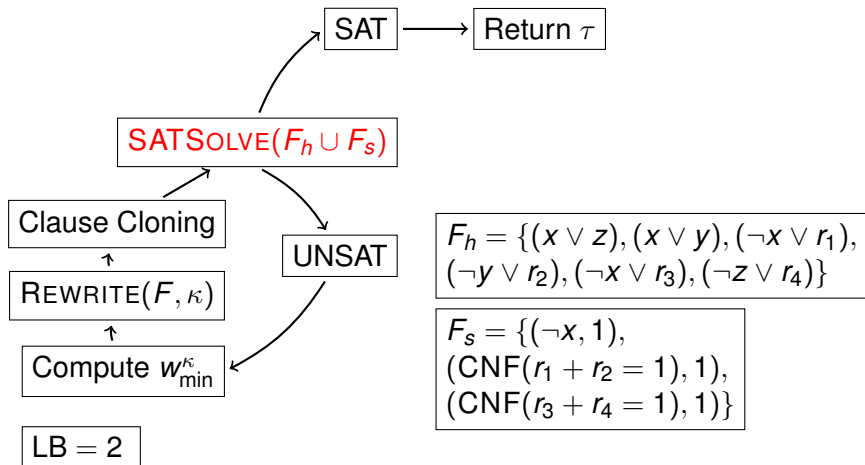 SAT
Return τ
SATSOLVE(F_h ∪ F_s)
Clause Cloning
UNSAT
REWRITE(F, κ)
Compute w_min^κ
LB = 2
F_h = {(x ∨ z), (x ∨ y), (¬x ∨ r_1),
(¬y ∨ r_2), (¬x ∨ r_3), (¬z ∨ r_4)}
F_s = {(¬x, 1),
(CNF(r_1 + r_2 = 1), 1),
(CNF(r_3 + r_4 = 1), 1)}